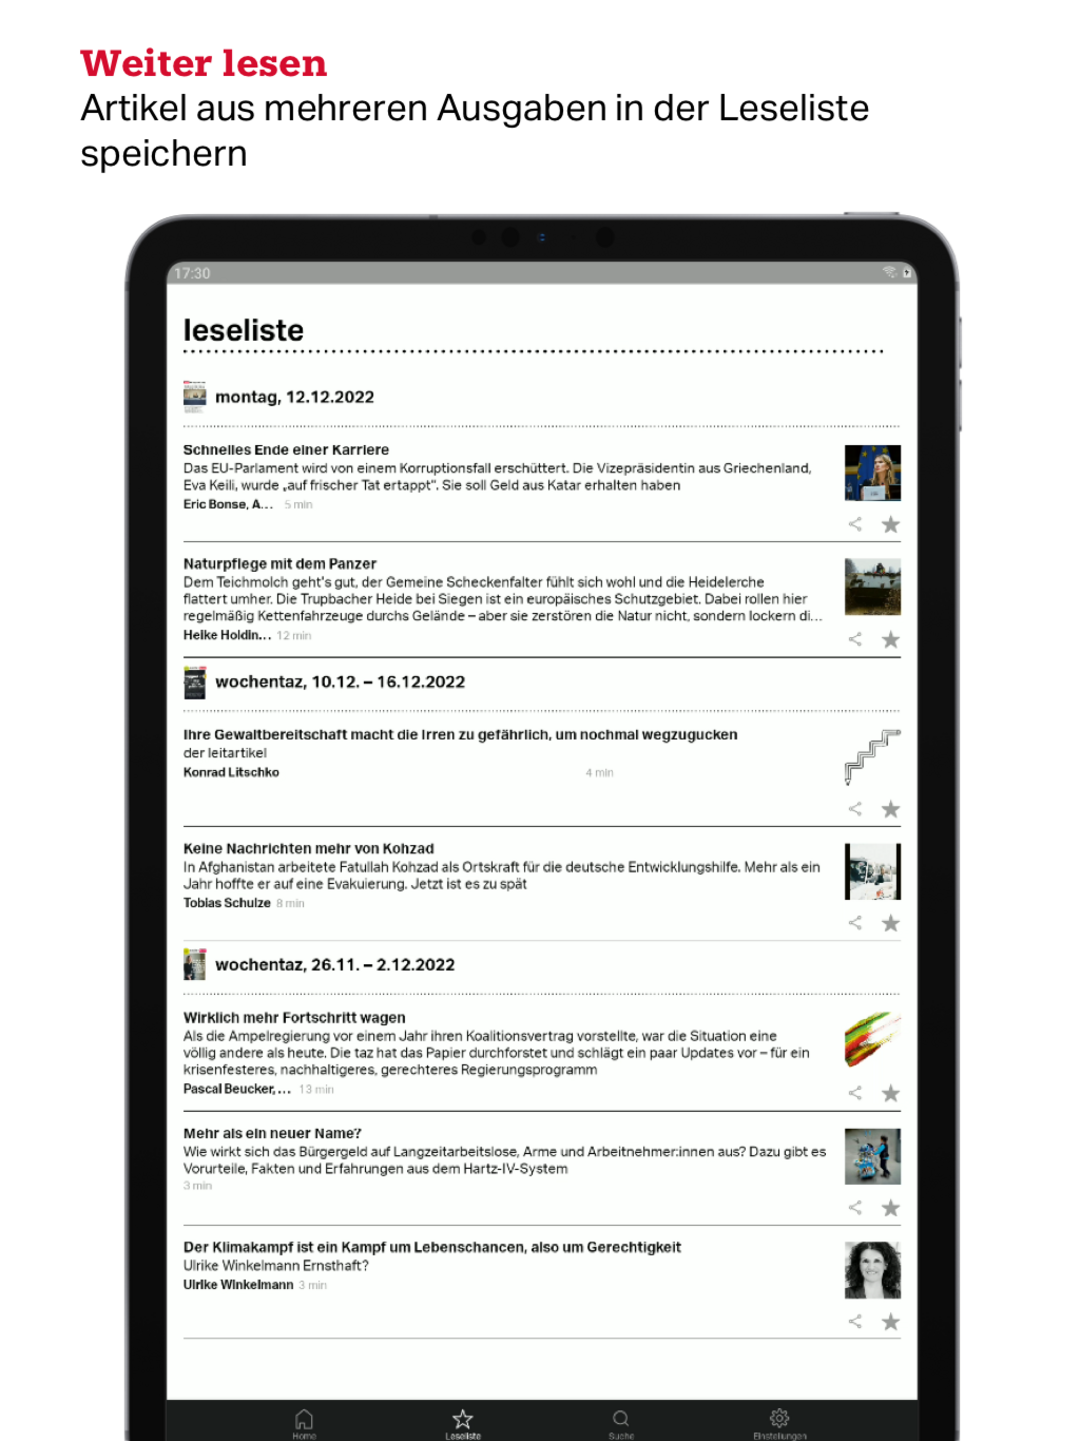 Weiter lesen
Artikel aus mehreren Ausgaben in der Leseliste
speichern
17:30
leseliste
montag, 12.12.2022
Schnelles Ende einer Karriere
Das EU-Parlament wird von einem Korruptionsfall erschüttert. Die Vizepräsidentin aus Griechenland,
Eva Keili, wurde „auf frischer Tat ertappt“. Sie soll Geld aus Katar erhalten haben
Eric Bonse, A... 5 min
Naturpflege mit dem Panzer
Dem Teichmolch geht's gut, der Gemeine Scheckenfalter fühlt sich wohl und die Heidelerche
flattert umher. Die Trupbacher Heide bei Siegen ist ein europäisches Schutzgebiet. Dabei rollen hier
regelmäßig Kettenfahrzeuge durchs Gelände – aber sie zerstören die Natur nicht, sondern lockern di...
Heike Holdin... 12 min
wochentaz, 10.12. – 16.12.2022
Ihre Gewaltbereitschaft macht die Irren zu gefährlich, um nochmal wegzugucken
der leitartikel
Konrad Litschko 4 min
Keine Nachrichten mehr von Kohzad
In Afghanistan arbeitete Fatullah Kohzad als Ortskraft für die deutsche Entwicklungshilfe. Mehr als ein
Jahr hoffte er auf eine Evakuierung. Jetzt ist es zu spät
Tobias Schulze 8 min
wochentaz, 26.11. – 2.12.2022
Wirklich mehr Fortschritt wagen
Als die Ampelregierung vor einem Jahr ihren Koalitionsvertrag vorstellte, war die Situation eine
völlig andere als heute. Die taz hat das Papier durchforstet und schlägt ein paar Updates vor – für ein
krisenfesteres, nachhaltigeres, gerechteres Regierungsprogramm
Pascal Beucker, ... 13 min
Mehr als ein neuer Name?
Wie wirkt sich das Bürgergeld auf Langzeitarbeitslose, Arme und Arbeitnehmer:innen aus? Dazu gibt es
Vorurteile, Fakten und Erfahrungen aus dem Hartz-IV-System
3 min
Der Klimakampf ist ein Kampf um Lebenschancen, also um Gerechtigkeit
Ulrike Winkelmann Ernsthaft?
Ulrike Winkelmann 3 min
Home Leseliste Suche Einstellungen